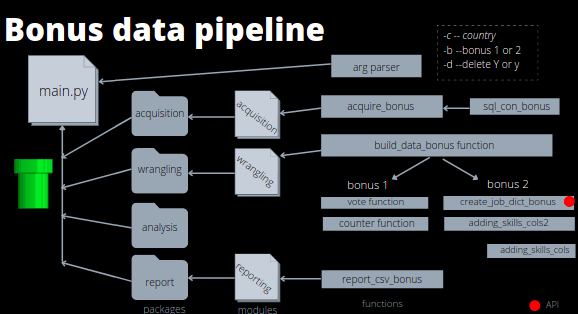 Bonus data pipeline
-c -- country
-b --bonus 1 or 2
-d --delete Y or y
arg parser
main.py
acquisition
acquisition
acquire_bonus
sql_con_bonus
build_data_bonus function
wrangling
wrangling
bonus 1
bonus 2
vote function
create_job_dict_bonus
counter function
adding_skills_cols2
analysis
adding_skills_cols
report
reporting
report_csv_bonus
packages
modules
functions
API